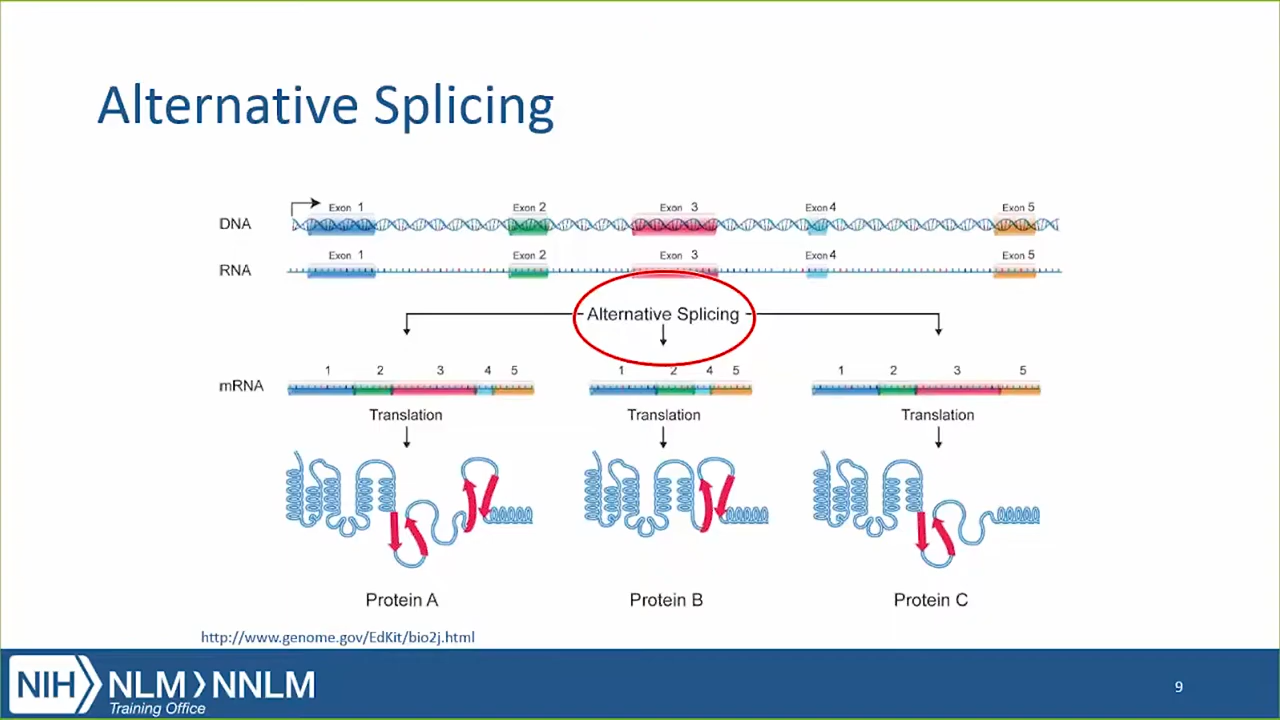 Alternative Splicing
Exon 1 Exon 2 Exon 3 Exon 4 Exon 5
DNA
Exon 1 Exon 2 Exon 3 Exon 4 Exon 5
RNA
Alternative Splicing
1 2 3 4 5 1 2 4 5 1 2 3 5
mRNA
Translation Translation Translation
Protein A Protein B Protein C
http://www.genome.gov/EdKit/bio2j.html
NIH NLM NNLM
Training Office
9